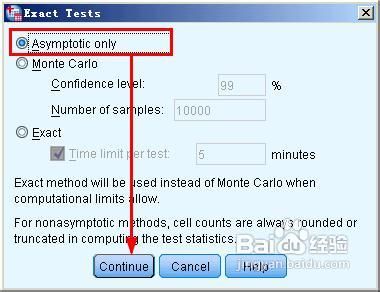 Exact Tests
Asymptotic only
Monte Carlo
Confidence level: 99 %
Number of samples: 10000
Exact
Time limit per test: 5 minutes
Exact method will be used instead of Monte Carlo when
computational limits allow.
For nonasymptotic methods, cell counts are always rounded or
truncated in computing the test statistics.
Continue Cancel Help
Baidu 经验
jingyan.baidu.com